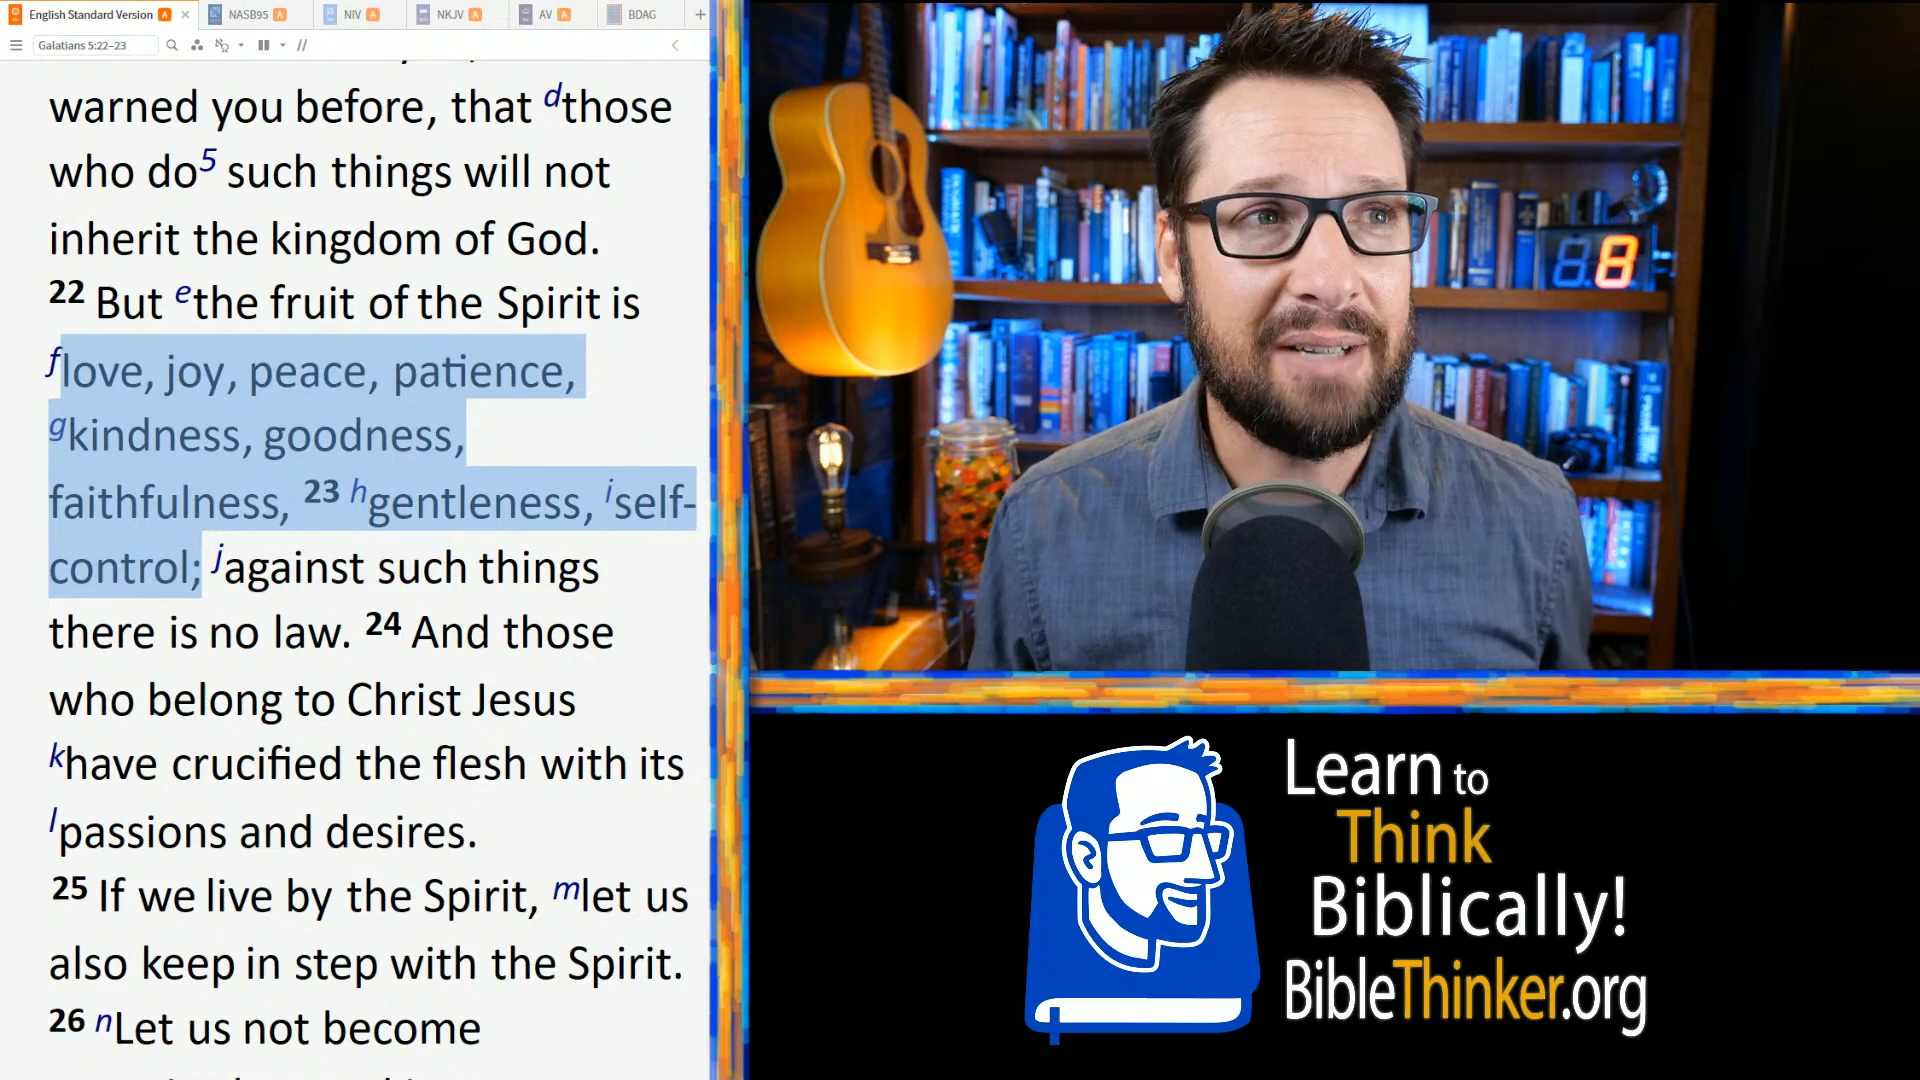 English Standard Version A
NASB95 A
NIV A
NKJV A
AV A
BDAG
Galatians 5:22–23
warned you before, that dthose
who do5 such things will not
inherit the kingdom of God.
22 But ethe fruit of the Spirit is
flove, joy, peace, patience,
gkindness, goodness,
faithfulness, 23 hgentleness, iself-
control; jagainst such things
there is no law. 24 And those
who belong to Christ Jesus
khave crucified the flesh with its
lpassions and desires.
25 If we live by the Spirit, mlet us
also keep in step with the Spirit.
26 nLet us not become
8
Learn to
Think
Biblically!
BibleThinker.org